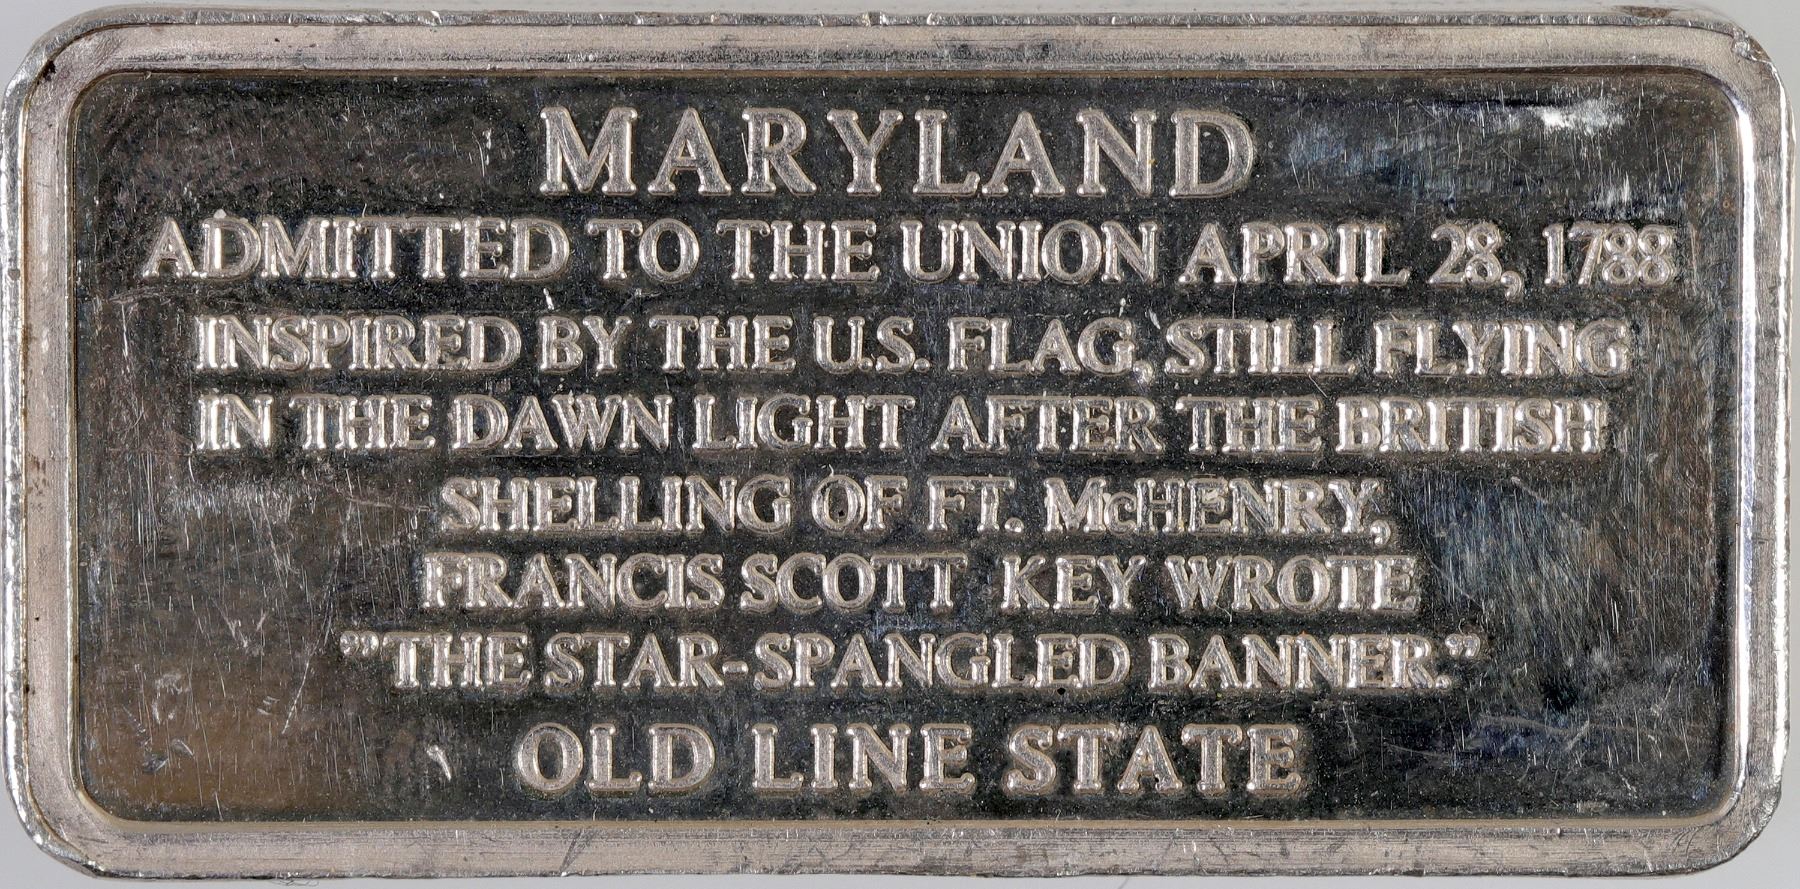 MARYLAND
ADMITTED TO THE UNION APRIL 28, 1788
INSPIRED BY THE U.S. FLAG, STILL FLYING
IN THE DAWN LIGHT AFTER THE BRITISH
SHELLING OF FT. McHENRY,
FRANCIS SCOTT KEY WROTE
”THE STAR-SPANGLED BANNER.”
OLD LINE STATE